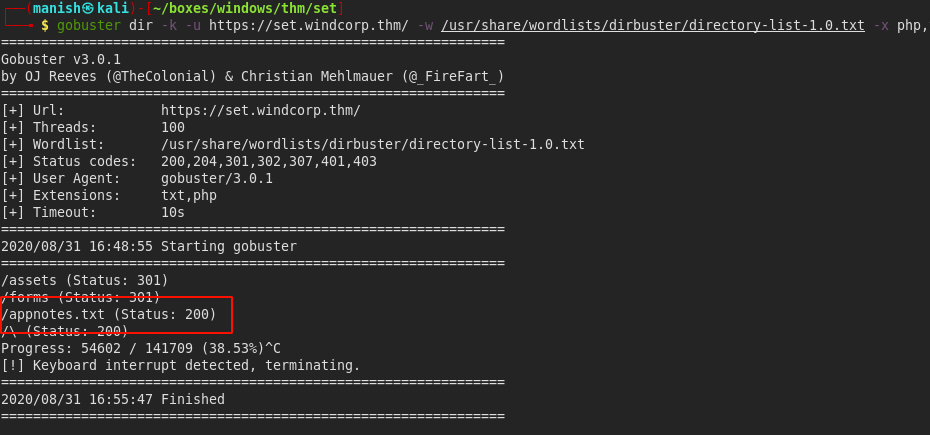 (manish㉿kali)-[~/boxes/windows/thm/set]
$ gobuster dir -k -u https://set.windcorp.thm/ -w /usr/share/wordlists/dirbuster/directory-list-1.0.txt -x php,
===============================================================
Gobuster v3.0.1
by OJ Reeves (@TheColonial) & Christian Mehlmauer (@_FireFart_)
===============================================================
[+] Url: https://set.windcorp.thm/
[+] Threads: 100
[+] Wordlist: /usr/share/wordlists/dirbuster/directory-list-1.0.txt
[+] Status codes: 200,204,301,302,307,401,403
[+] User Agent: gobuster/3.0.1
[+] Extensions: txt,php
[+] Timeout: 10s
===============================================================
2020/08/31 16:48:55 Starting gobuster
===============================================================
/assets (Status: 301)
/forms (Status: 301)
/appnotes.txt (Status: 200)
/\ (Status: 200)
Progress: 54602 / 141709 (38.53%)^C
[!] Keyboard interrupt detected, terminating.
===============================================================
2020/08/31 16:55:47 Finished
===============================================================